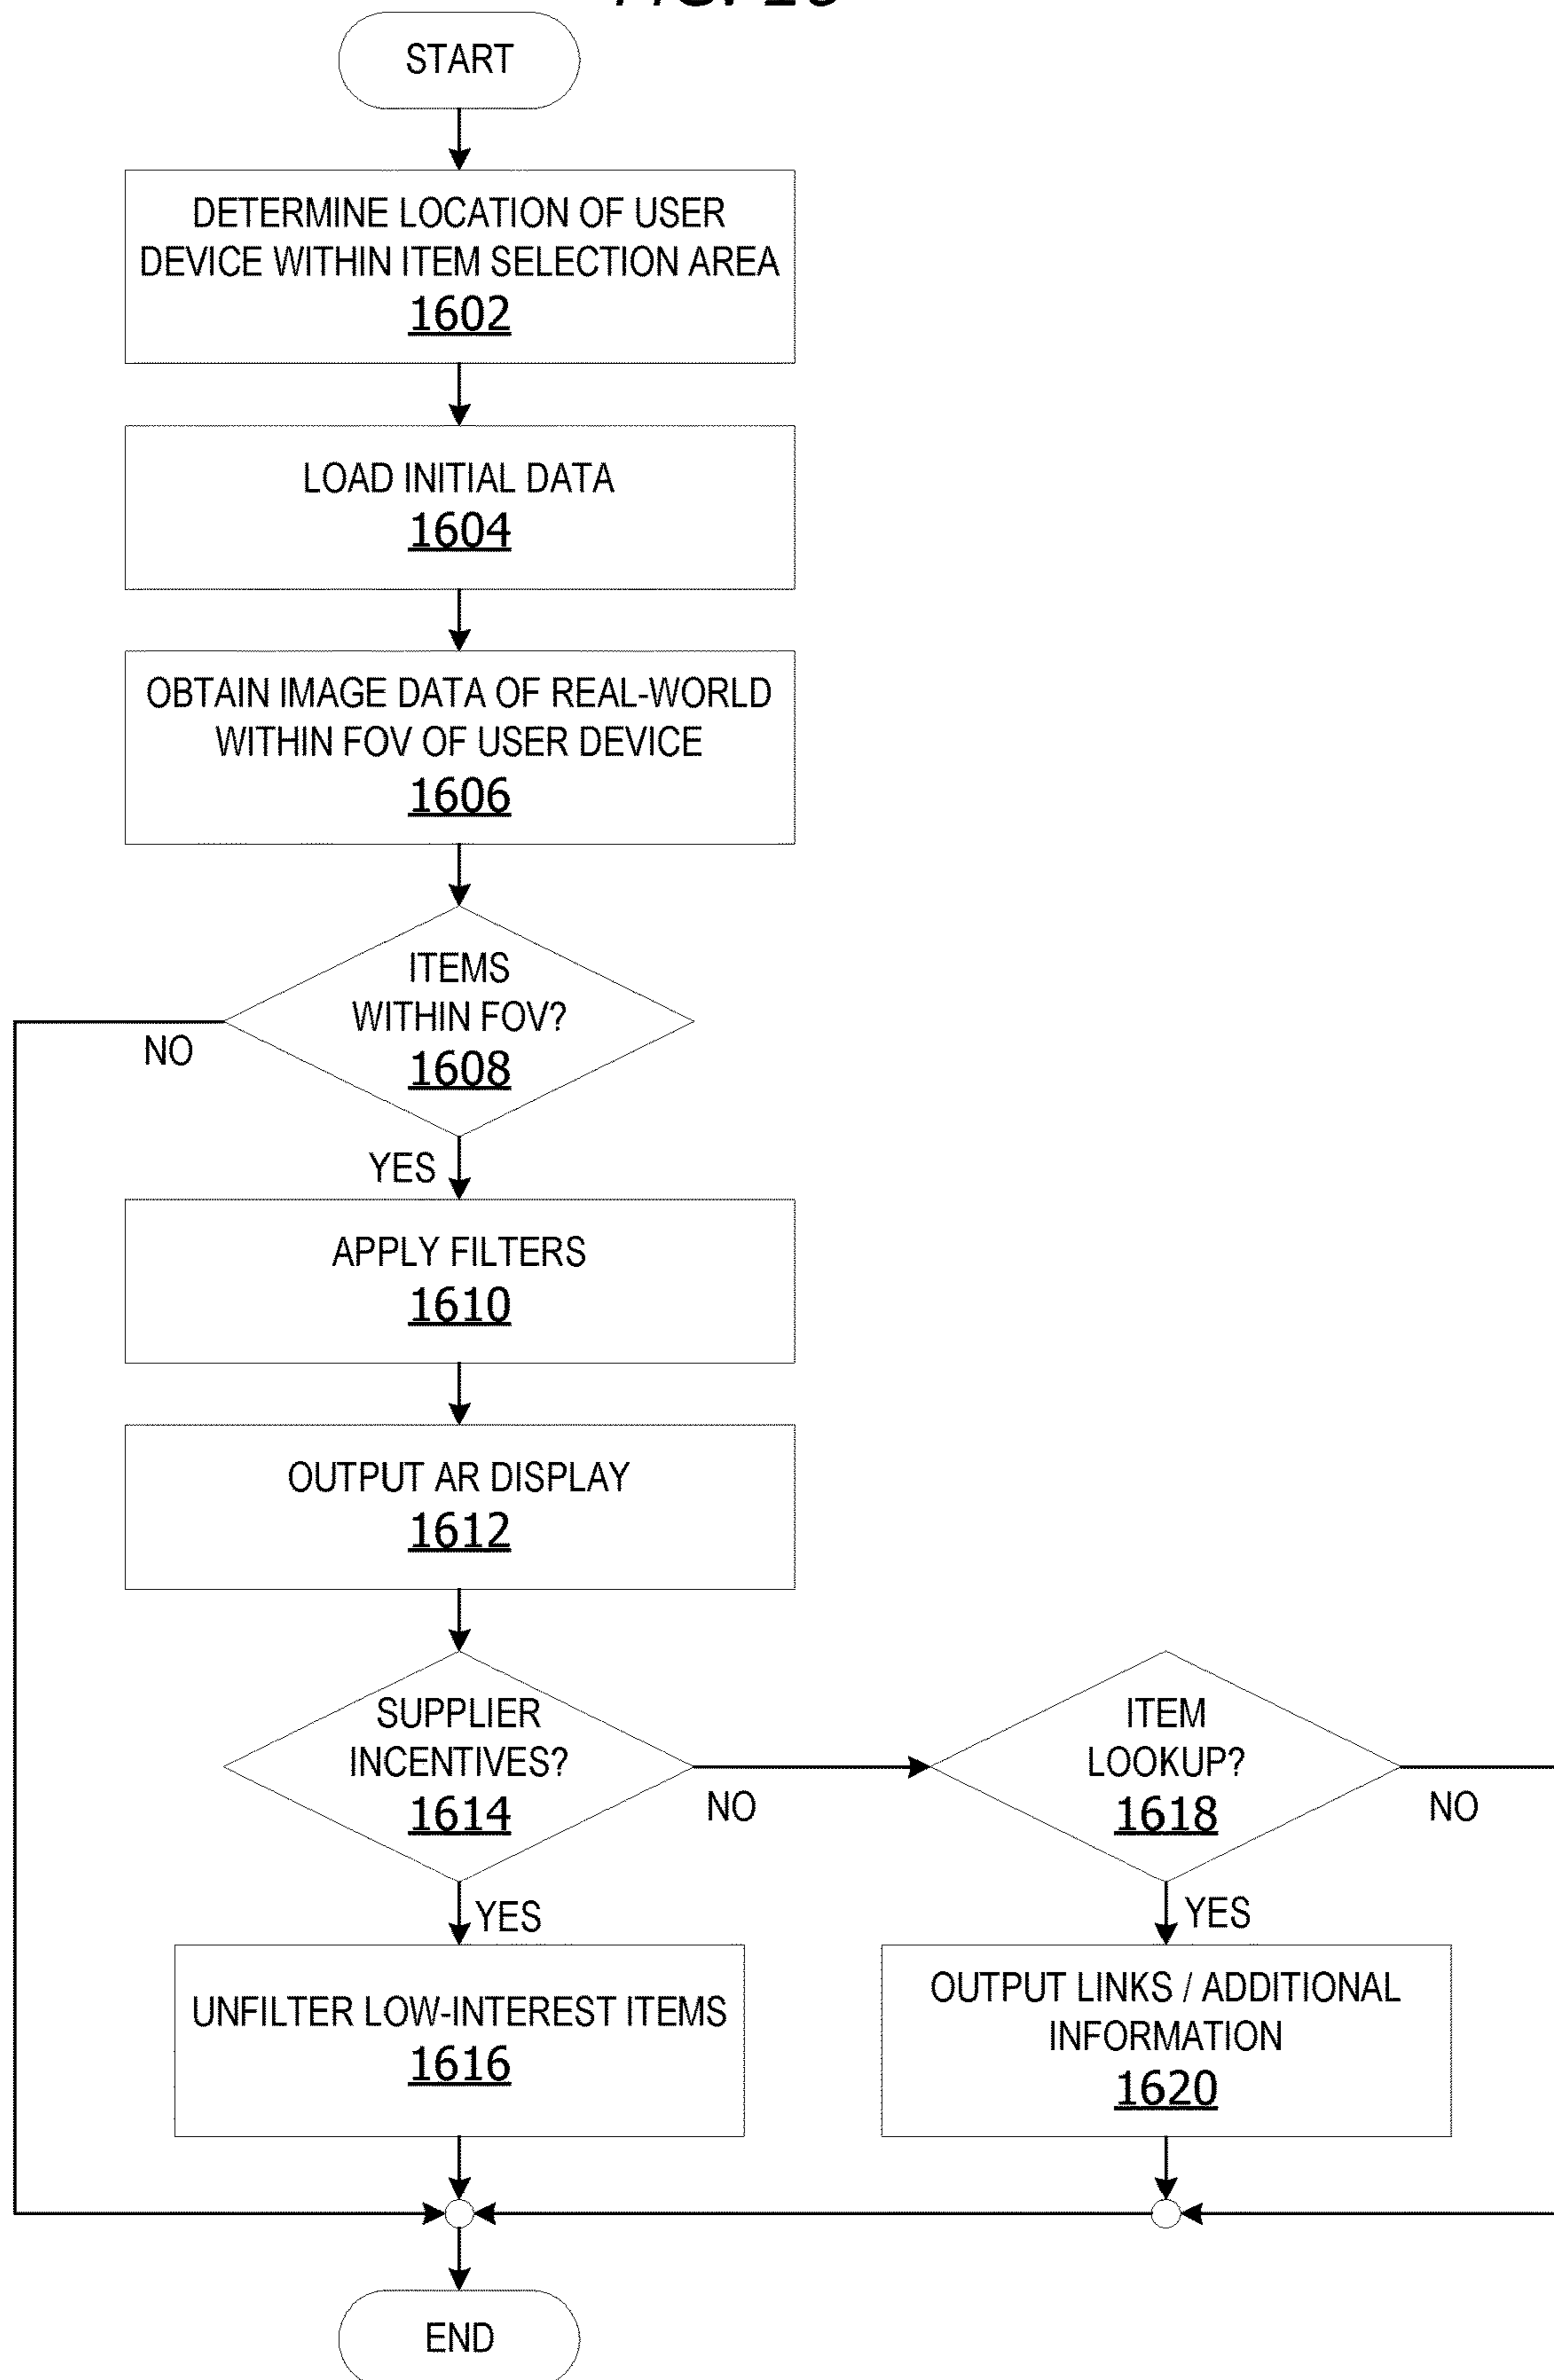 START
DETERMINE LOCATION OF USER
DEVICE WITHIN ITEM SELECTION AREA
1602
LOAD INITIAL DATA
1604
OBTAIN IMAGE DATA OF REAL-WORLD
WITHIN FOV OF USER DEVICE
1606
ITEMS
WITHIN FOV?
1608
NO
YES
APPLY FILTERS
1610
OUTPUT AR DISPLAY
1612
SUPPLIER
INCENTIVES?
1614
NO
ITEM
LOOKUP?
1618
NO
YES
UNFILTER LOW-INTEREST ITEMS
1616
YES
OUTPUT LINKS / ADDITIONAL
INFORMATION
1620
END